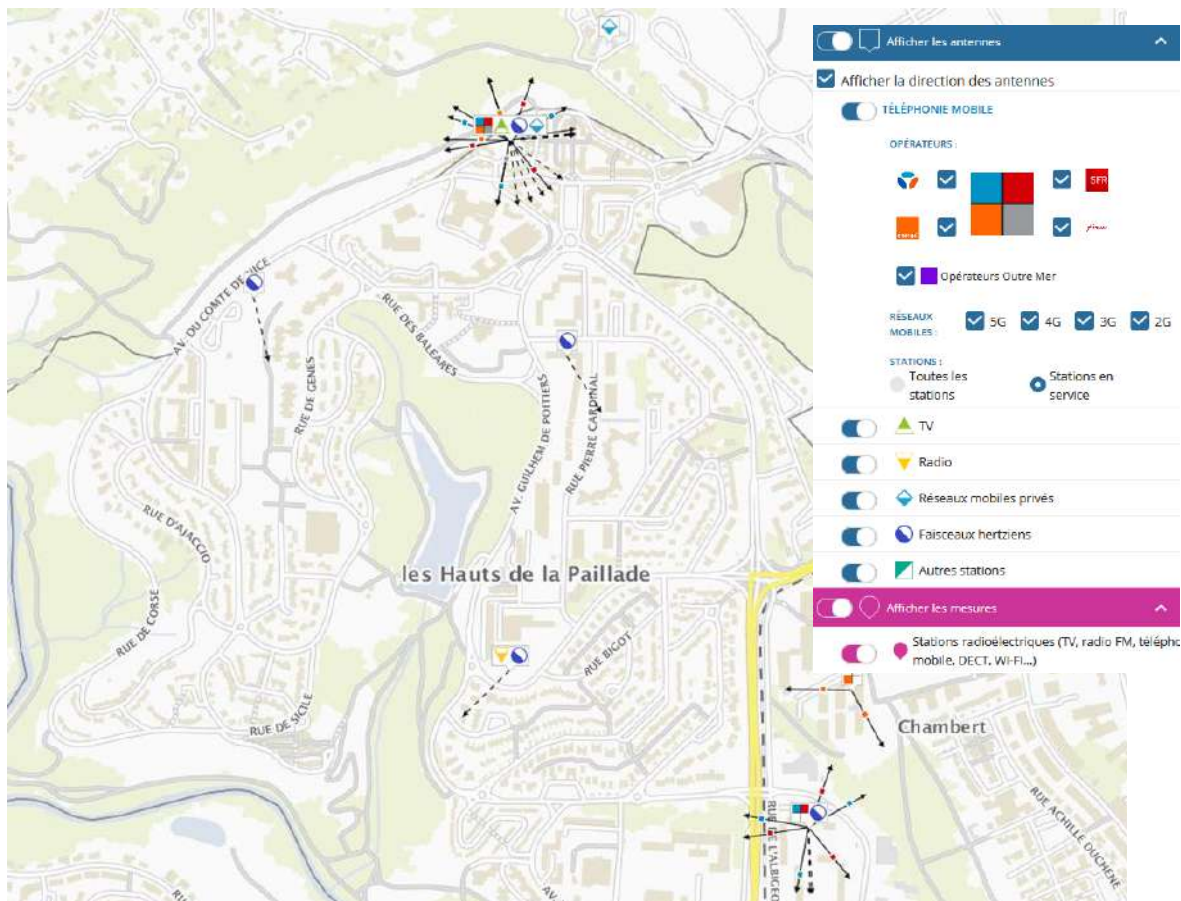 Afficher les antennes
Afficher la direction des antennes
TÉLÉPHONIE MOBILE
OPÉRATEURS :
SFR
free
Opérateurs Outre Mer
RÉSEAUX
MOBILES :
5G 4G 3G 2G
STATIONS :
Toutes les
stations
Stations en
service
TV
Radio
Réseaux mobiles privés
Faisceaux hertziens
Autres stations
Afficher les mesures
Stations radioélectriques (TV, radio FM, télépho
mobile, DECT, WI-FI...)
AV. DU COMTE DE NICE
RUE DES BALEARES
RUE DE GENES
AV. GUILHEM DE POITIERS
RUE PIERRE CARDINAL
RUE D'AJACCIO
les Hauts de la Paillade
RUE DE CORSE
RUE BIGOT
RUE DE SICILE
Chambert
RUE ACHILLE DUCHENE
RUE DE L'ALBIGEO
AV.